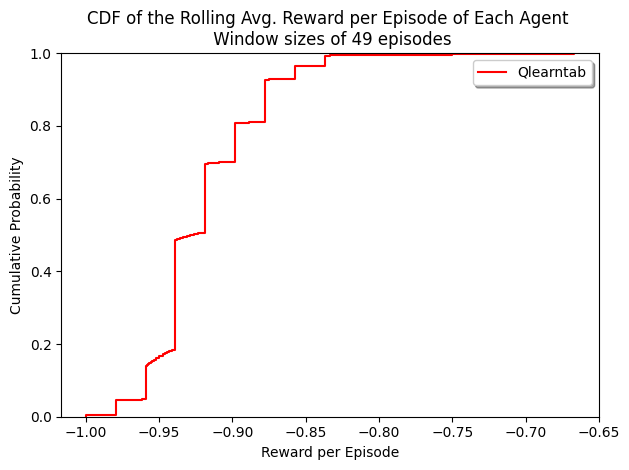 CDF of the Rolling Avg. Reward per Episode of Each Agent
Window sizes of 49 episodes
Qlearntab
1.0
0.8
0.6
0.4
0.2
0.0
Cumulative Probability
−1.00 −0.95 −0.90 −0.85 −0.80 −0.75 −0.70 −0.65
Reward per Episode